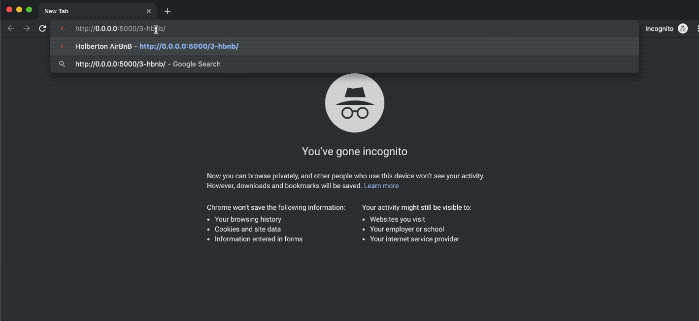 New Tab
http://0.0.0.0:5000/3-hbnb/
Incognito
Holberton AirBnB - http://0.0.0.0:5000/3-hbnb/
http://0.0.0.0:5000/3-hbnb/ - Google Search
You've gone incognito
Now you can browse privately, and other people who use this device won't see your activity.
However, downloads and bookmarks will be saved. Learn more
Chrome won't save the following information:
• Your browsing history
• Cookies and site data
• Information entered in forms
Your activity might still be visible to:
• Websites you visit
• Your employer or school
• Your internet service provider